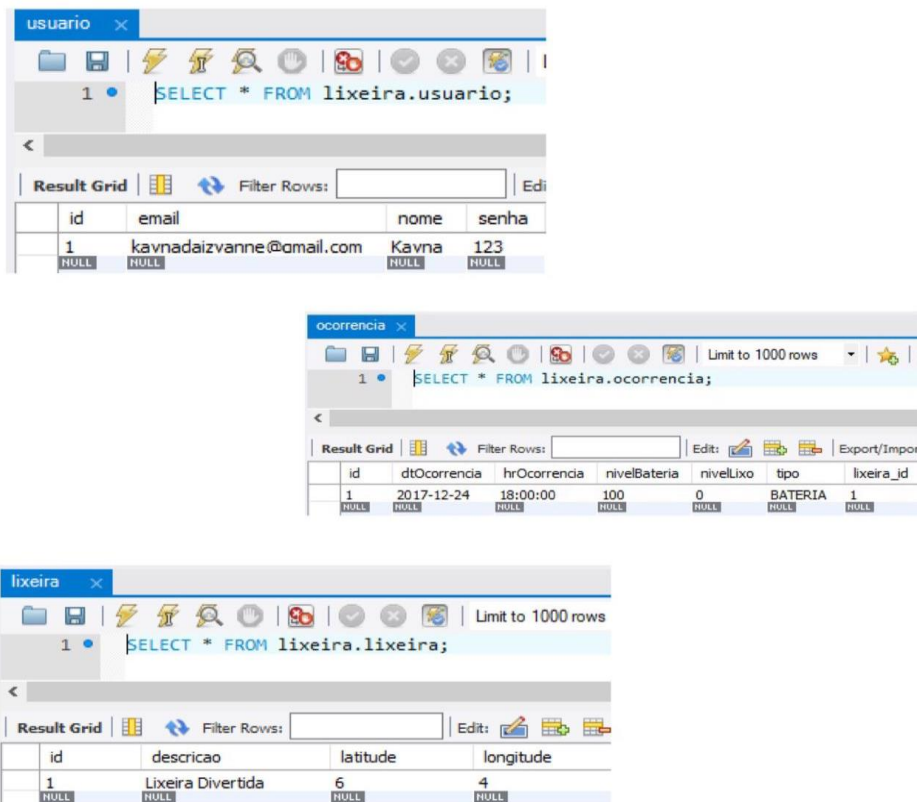 usuario ×
1 SELECT * FROM lixeira.usuario;
Result Grid Filter Rows: Edi
id email nome senha
1 kavnadaizvanne@gmail.com Kavna 123
NULL NULL NULL NULL
ocorrencia ×
Limit to 1000 rows
1 SELECT * FROM lixeira.ocorrencia;
Result Grid Filter Rows: Edit: Export/Impor
id dtOcorrencia hrOcorrencia nivelBateria nivelLixo tipo lixeira_id
1 2017-12-24 18:00:00 100 0 BATERIA 1
NULL NULL NULL NULL NULL NULL NULL
lixeira ×
Limit to 1000 rows
1 SELECT * FROM lixeira.lixeira;
Result Grid Filter Rows: Edit:
id descricao latitude longitude
1 Lixeira Divertida 6 4
NULL NULL NULL NULL